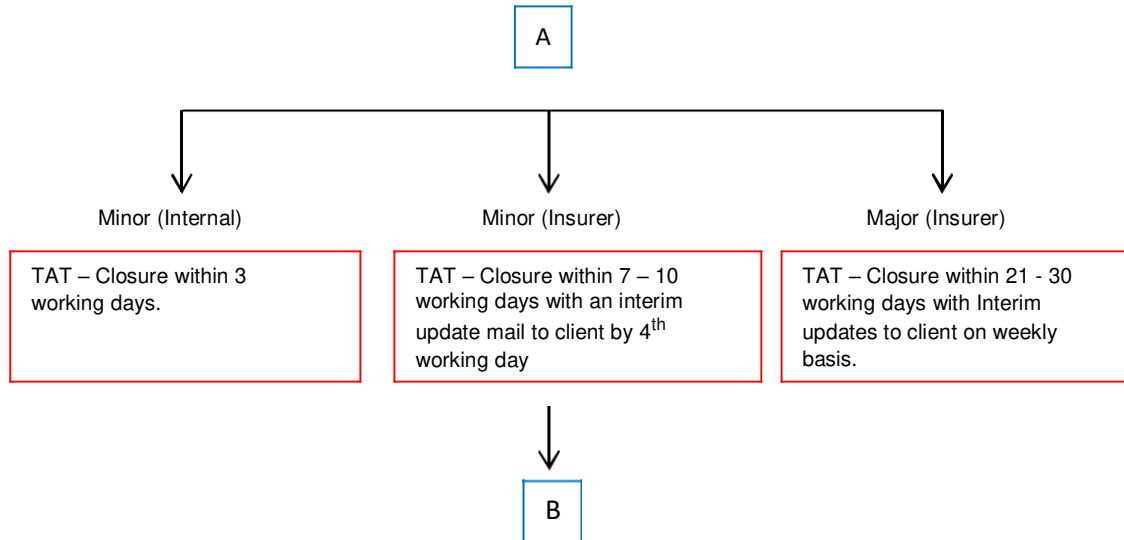 A
Minor (Internal)
Minor (Insurer)
Major (Insurer)
TAT – Closure within 3
working days.
TAT – Closure within 7 – 10
working days with an interim
update mail to client by 4th
working day
TAT – Closure within 21 - 30
working days with Interim
updates to client on weekly
basis.
B